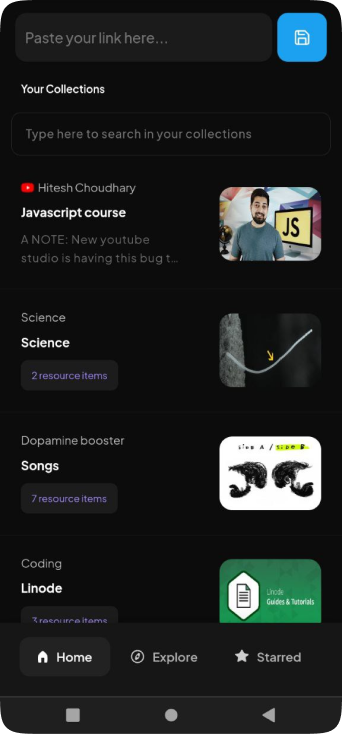 Paste your link here...
Your Collections
Type here to search in your collections
Hitesh Choudhary
Javascript course
A NOTE: New youtube
studio is having this bug t...
JS
Science
Science
2 resource items
Dopamine booster
Songs
7 resource items
Line A / Side B
Coding
Linode
3 resource items
Linode
Guides & Tutorials
Home
Explore
Starred